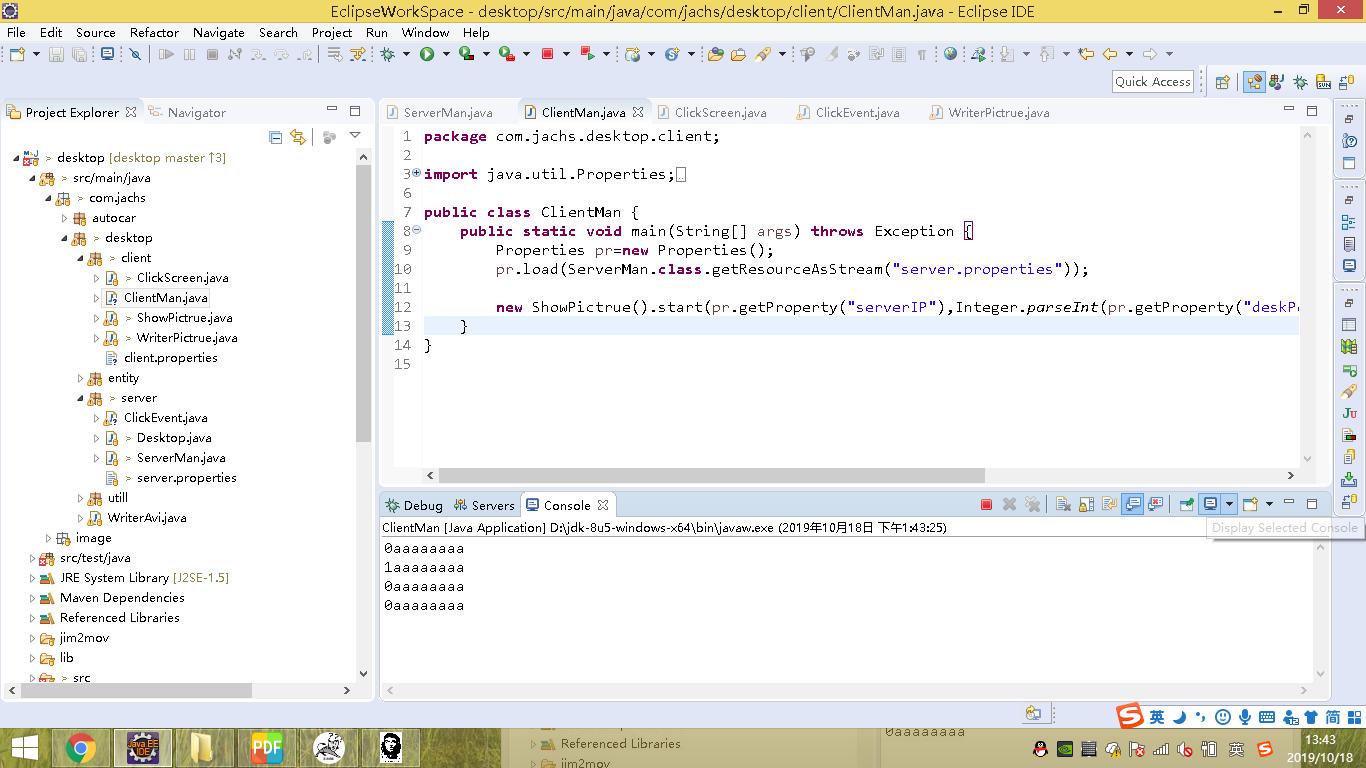 EclipseWorkSpace - desktop/src/main/java/com/jachs/desktop/client/ClientMan.java - Eclipse IDE
File Edit Source Refactor Navigate Search Project Run Window Help
Quick Access
Project Explorer Navigator
> desktop [desktop master ↑3]
> src/main/java
> com.jachs
autocar
> desktop
> client
> ClickScreen.java
ClientMan.java
> ShowPictrue.java
> WriterPictrue.java
client.properties
entity
> server
ClickEvent.java
> Desktop.java
> ServerMan.java
> server.properties
utill
WriterAvi.java
image
src/test/java
JRE System Library [J2SE-1.5]
Maven Dependencies
Referenced Libraries
jim2mov
lib
> src
ServerMan.java ClientMan.java ClickScreen.java ClickEvent.java WriterPictrue.java
1 package com.jachs.desktop.client;
2
3 import java.util.Properties;
6
7 public class ClientMan {
8 public static void main(String[] args) throws Exception {
9 Properties pr=new Properties();
10 pr.load(ServerMan.class.getResourceAsStream("server.properties"));
11
12 new ShowPictrue().start(pr.getProperty("serverIP"),Integer.parseInt(pr.getProperty("deskP
13 }
14 }
15
Debug Servers Console
ClientMan [Java Application] D:\jdk-8u5-windows-x64\bin\javaw.exe (2019年10月18日 下午1:43:25)
Display Selected Console
0aaaaaaaa
1aaaaaaaa
0aaaaaaaa
0aaaaaaaa
英 简
Java EE IDE
PDF
Referenced Libraries
jim2mov
0aaaaaaaa
英
13:43
2019/10/18